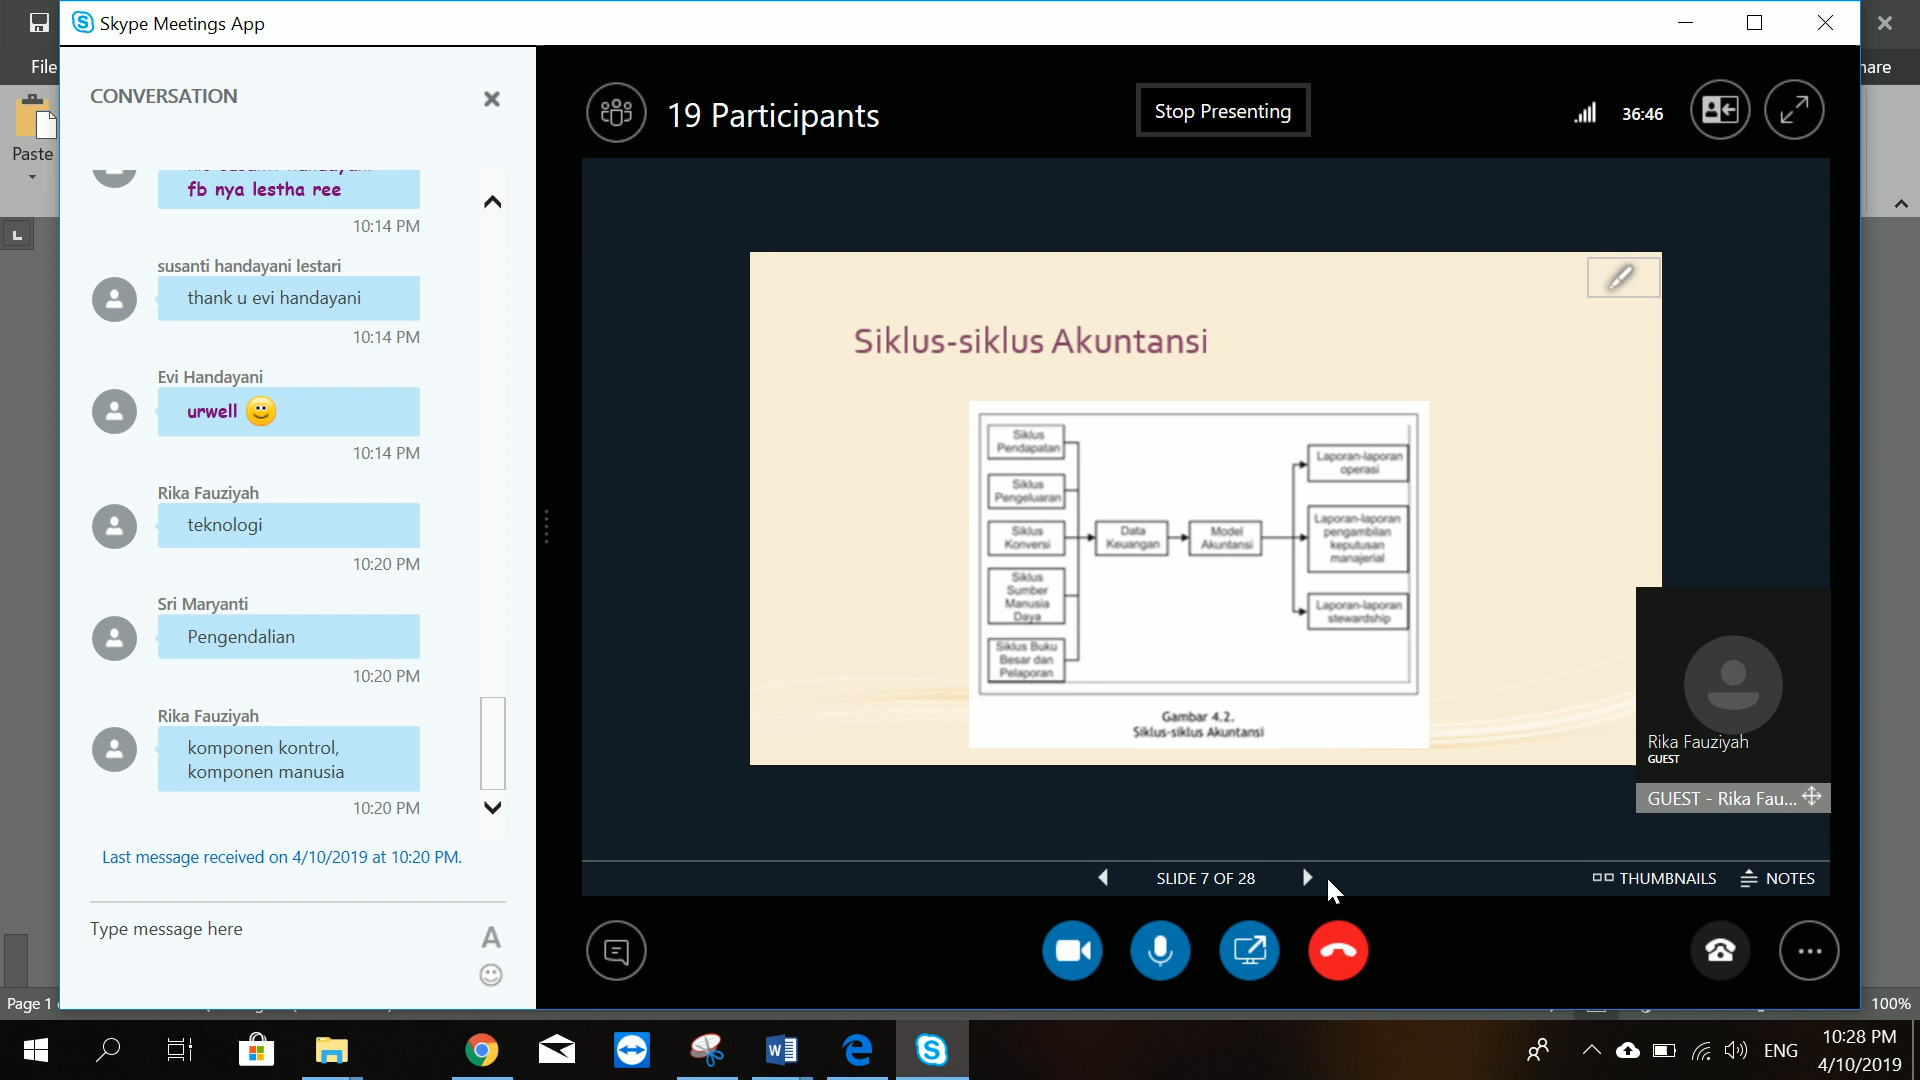 Skype Meetings App
File
hare
Paste
CONVERSATION
fb nya lestha ree
10:14 PM
susanti handayani lestari
thank u evi handayani
10:14 PM
Evi Handayani
urwell
10:14 PM
Rika Fauziyah
teknologi
10:20 PM
Sri Maryanti
Pengendalian
10:20 PM
Rika Fauziyah
komponen kontrol,
komponen manusia
10:20 PM
Last message received on 4/10/2019 at 10:20 PM.
Type message here
A
19 Participants
Stop Presenting
36:46
Siklus-siklus Akuntansi
Siklus
Pendapatan
Siklus
Pengeluaran
Siklus
Konversi
Siklus
Sumber
Manusia
Daya
Siklus Buku
Besar dan
Pelaporan
Data
Keuangan
Model
Akuntansi
Laporan-laporan
operasi
Laporan-laporan
pengambilan
keputusan
manajerial
Laporan-laporan
stewardship
Gambar 4.2.
Siklus-siklus Akuntansi
Rika Fauziyah
GUEST
GUEST - Rika Fau...
SLIDE 7 OF 28
THUMBNAILS
NOTES
Page 1
100%
ENG
10:28 PM
4/10/2019